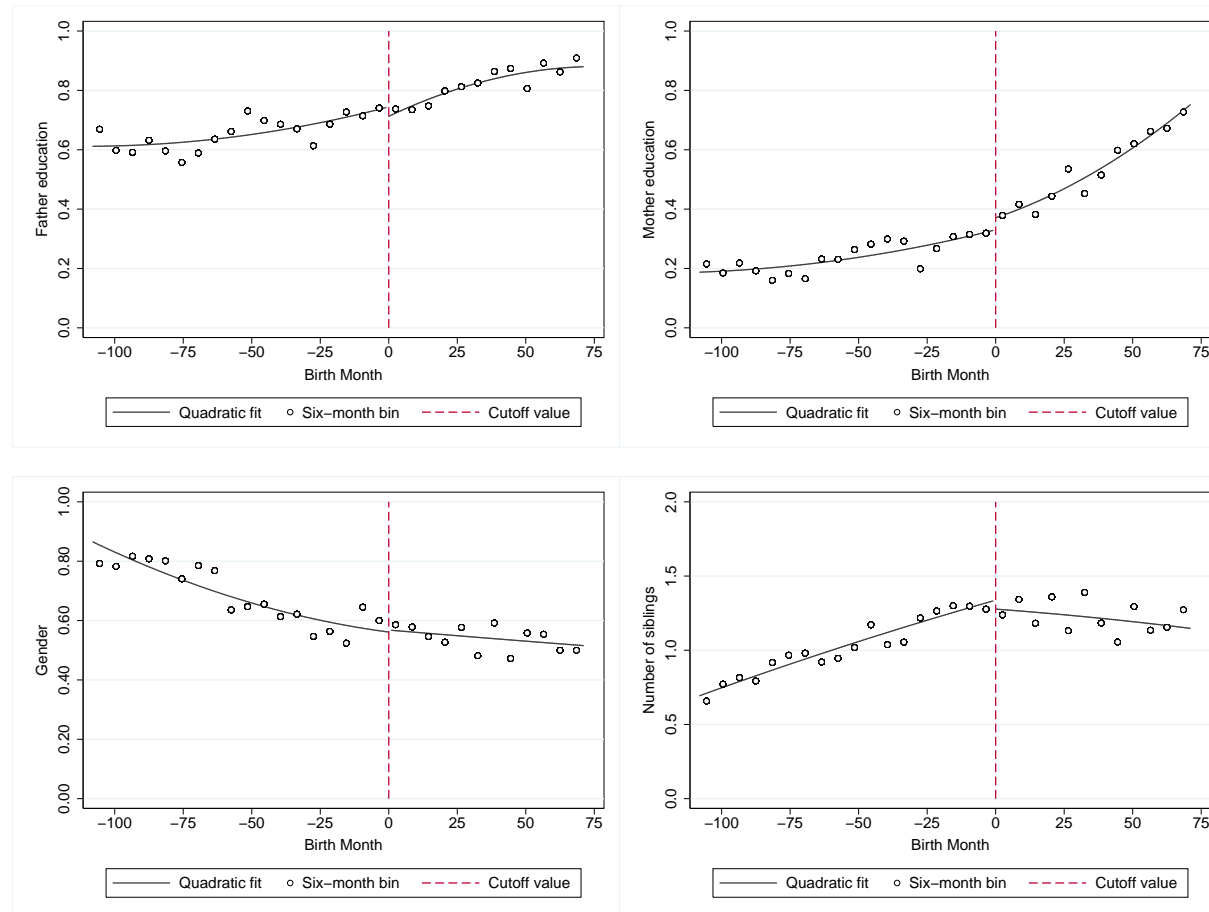 Father education
1.0
0.8
0.6
0.4
0.2
0.0
−100 −75 −50 −25 0 25 50 75
Birth Month
Quadratic fit Six−month bin Cutoff value
Mother education
1.0
0.8
0.6
0.4
0.2
0.0
−100 −75 −50 −25 0 25 50 75
Birth Month
Quadratic fit Six−month bin Cutoff value
Gender
1.00
0.80
0.60
0.40
0.20
0.00
−100 −75 −50 −25 0 25 50 75
Birth Month
Quadratic fit Six−month bin Cutoff value
Number of siblings
2.0
1.5
1.0
0.5
0.0
−100 −75 −50 −25 0 25 50 75
Birth Month
Quadratic fit Six−month bin Cutoff value